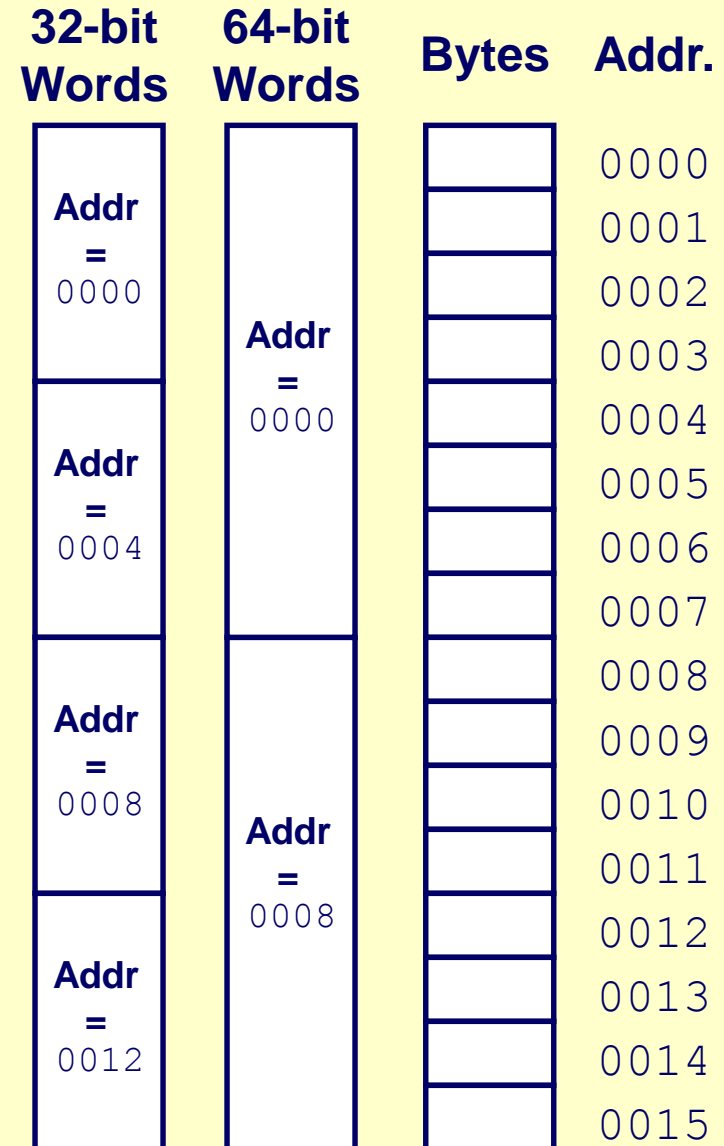 32-bit
Words
64-bit
Words
Bytes
Addr.
Addr
=
0000
Addr
=
0004
Addr
=
0008
Addr
=
0012
Addr
=
0000
Addr
=
0008
0000
0001
0002
0003
0004
0005
0006
0007
0008
0009
0010
0011
0012
0013
0014
0015